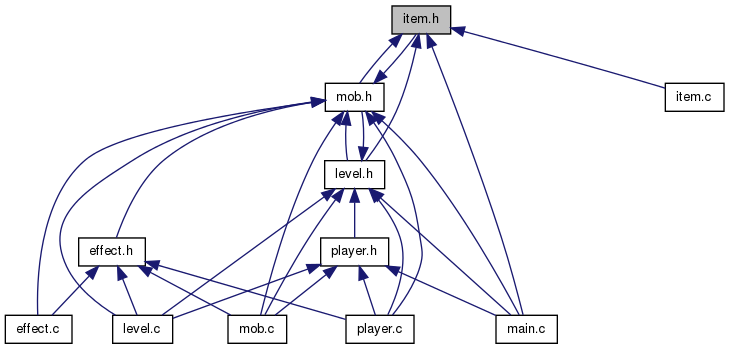 item.h
mob.h
item.c
level.h
effect.h
player.h
effect.c
level.c
mob.c
player.c
main.c